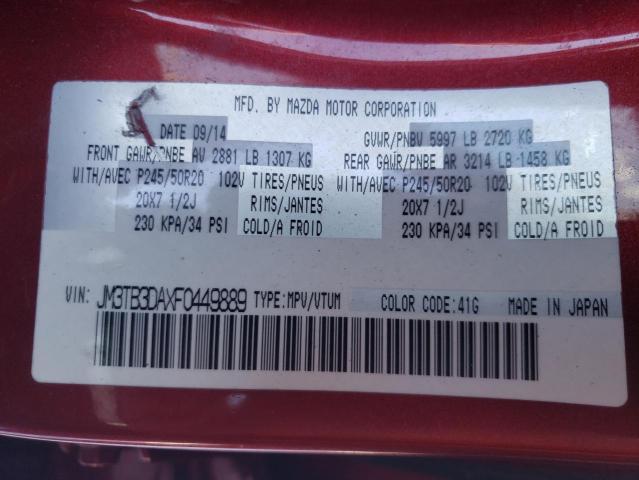 MFD. BY MAZDA MOTOR CORPORATION
DATE 09/14 GVWR/PNBV 5997 LB 2720 KG
FRONT GAWR/PNBE AV 2881 LB 1307 KG REAR GAWR/PNBE AR 3214 LB 1458 KG
WITH/AVEC P245/50R20 102V TIRES/PNEUS WITH/AVEC P245/50R20 102V TIRES/PNEUS
20X7 1/2J RIMS/JANTES 20X7 1/2J RIMS/JANTES
230 KPA/34 PSI COLD/A FROID 230 KPA/34 PSI COLD/A FROID
VIN: JM3TB3DAXF0449889 TYPE:MPV/VTUM COLOR CODE:41G MADE IN JAPAN